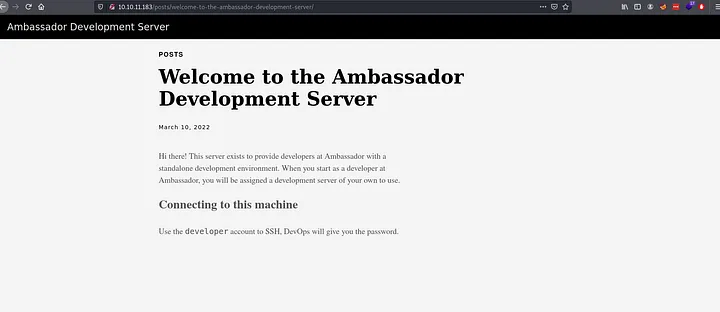 10.10.11.183/posts/welcome-to-the-ambassador-development-server/
Ambassador Development Server
POSTS
Welcome to the Ambassador
Development Server
March 10, 2022
Hi there! This server exists to provide developers at Ambassador with a
standalone development environment. When you start as a developer at
Ambassador, you will be assigned a development server of your own to use.
Connecting to this machine
Use the developer account to SSH, DevOps will give you the password.